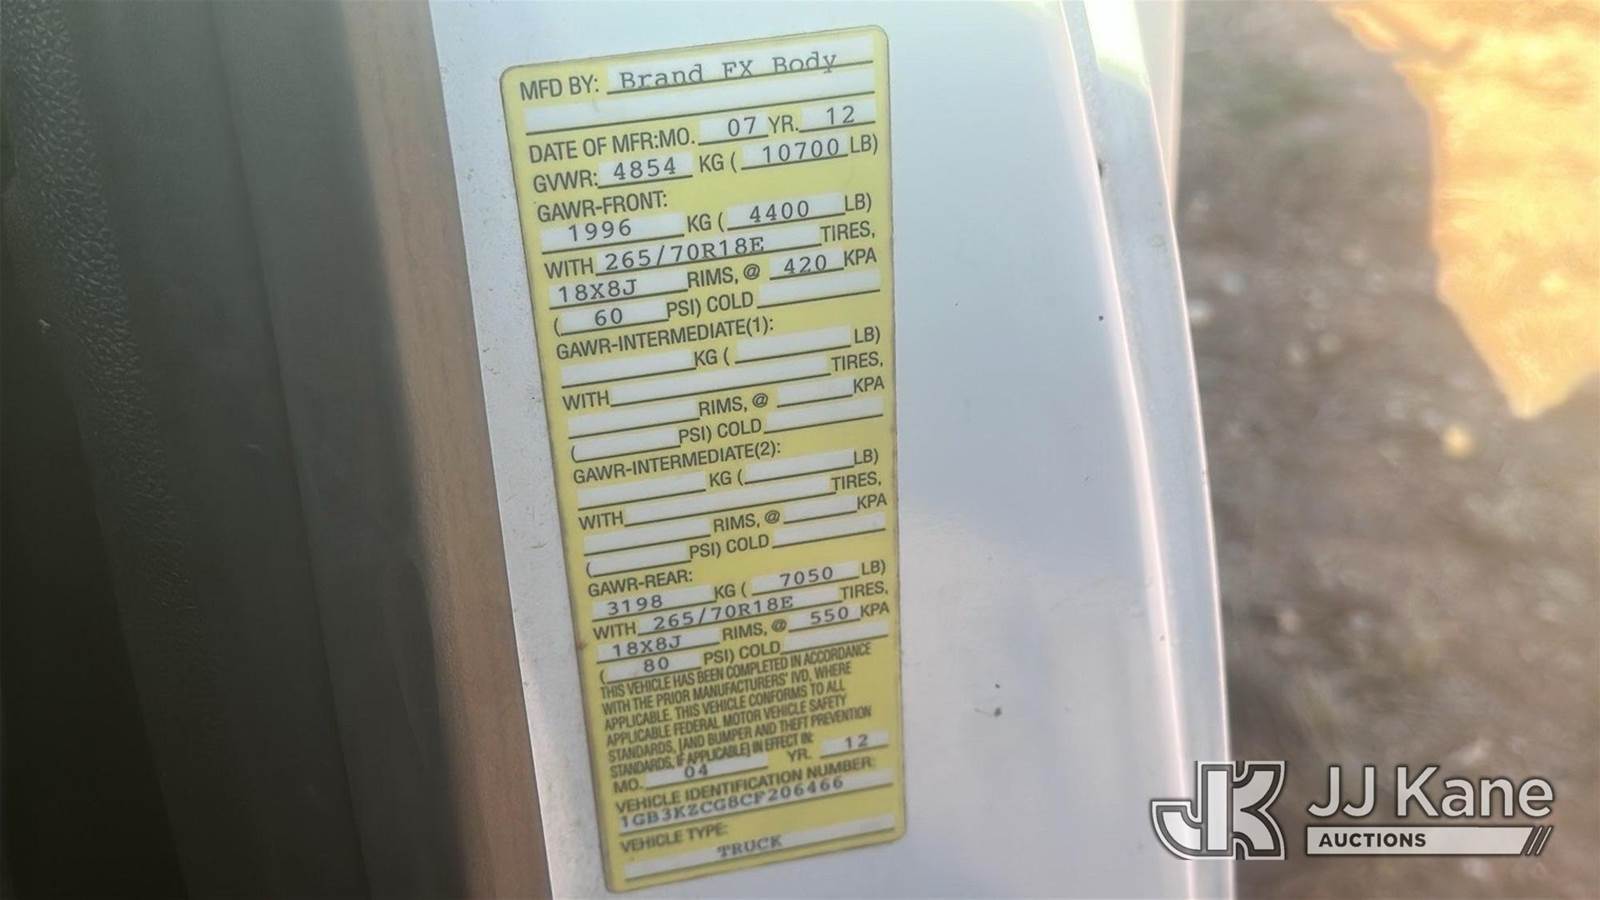 MFD BY: Brand FX Body
DATE OF MFR:MO. 07 YR. 12
GVWR: 4854 KG ( 10700 LB)
GAWR-FRONT:
1996 KG ( 4400 LB)
WITH 265/70R18E TIRES,
18X8J RIMS, @ 420 KPA
( 60 PSI) COLD
GAWR-INTERMEDIATE(1):
KG ( LB)
WITH TIRES,
RIMS, @ KPA
( PSI) COLD
GAWR-INTERMEDIATE(2):
KG ( LB)
WITH TIRES,
RIMS, @ KPA
( PSI) COLD
GAWR-REAR:
3198 KG ( 7050 LB)
WITH 265/70R18E TIRES,
18X8J RIMS, @ 550 KPA
( 80 PSI) COLD
THIS VEHICLE HAS BEEN COMPLETED IN ACCORDANCE
WITH THE PRIOR MANUFACTURERS' IVD, WHERE
APPLICABLE. THIS VEHICLE CONFORMS TO ALL
APPLICABLE FEDERAL MOTOR VEHICLE SAFETY
STANDARDS, [AND BUMPER AND THEFT PREVENTION
STANDARDS, IF APPLICABLE] IN EFFECT IN:
MO. 04 YR. 12
VEHICLE IDENTIFICATION NUMBER:
1GB3KZCG8CF206466
VEHICLE TYPE:
TRUCK
JK JJ Kane
AUCTIONS